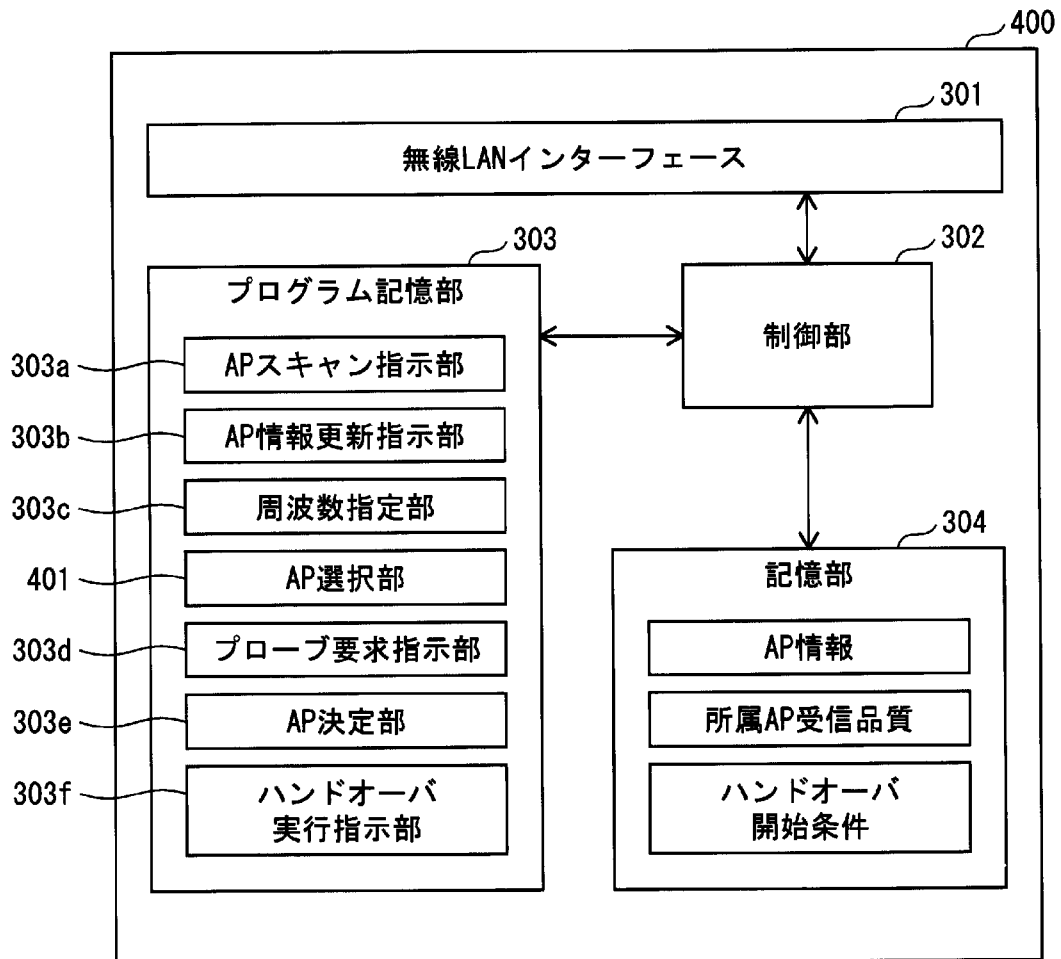 400
301
無線LANインターフェース
303
プログラム記憶部
302
制御部
303a
APスキャン指示部
303b
AP情報更新指示部
303c
周波数指定部
401
AP選択部
303d
プローブ要求指示部
303e
AP決定部
303f
ハンドオーバ
実行指示部
304
記憶部
AP情報
所属AP受信品質
ハンドオーバ
開始条件